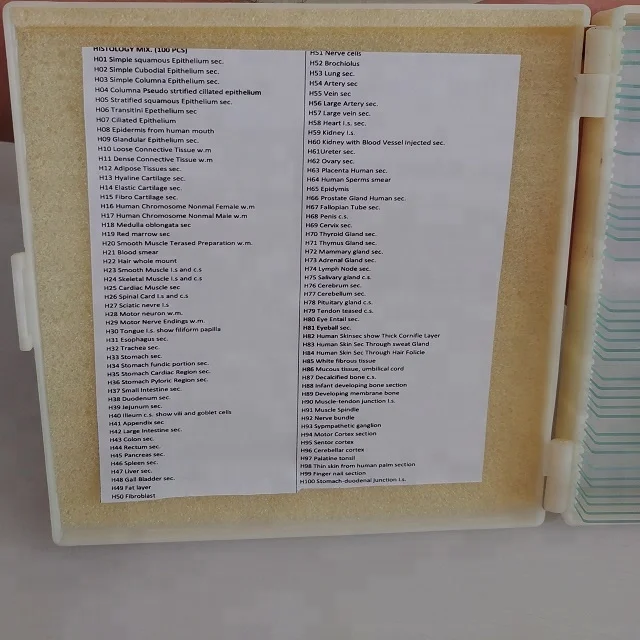 HISTOLOGY MIX. (100 PCS)
H01 Simple squamous Epithelium sec.
H02 Simple Cubodial Epithelium sec.
H03 Simple Columna Epithelium sec.
H04 Columna Pseudo strtified cillated epithelium
H05 Stratified squamous Epithelium sec.
H06 Transitini Epethelium sec
H07 Ciliated Epithelium
H08 Epidermis from human mouth
H09 Glandular Epithelium sec.
H10 Loose Connective Tissue w.m
H11 Dense Connective Tissue w.m
H12 Adipose Tissues sec.
H13 Hyaline Cartilage sec.
H14 Elastic Cartilage sec.
H15 Fibro Cartilage sec.
H16 Human Chromosome Nonmal Female w.m
H17 Human Chromosome Nonmal Male w.m
H18 Medulla oblongata sec
H19 Red marrow sec
H20 Smooth Muscle Terased Preparation w.m.
H21 Blood smear
H22 Hair whole mount
H23 Smooth Muscle l.s and c.s
H24 Skeletal Muscle l.s and c.s
H25 Cardiac Muscle sec
H26 Spinal Card l.s and c.s
H27 Sciatic nevre l.s
H28 Motor neuron w.m.
H29 Motor Nerve Endings w.m.
H30 Tongue l.s. show filiform papilla
H31 Esophagus sec.
H32 Trachea sec.
H33 Stomach sec.
H34 Stomach fundic portion sec.
H35 Stomach Cardiac Region sec.
H36 Stomach Pyloric Region sec.
H37 Small Intestine sec.
H38 Duodenum sec.
H39 Jejunum sec.
H40 Illeum c.s. show vili and goblet cells
H41 Appendix sec
H42 Large Intestine sec.
H43 Colon sec.
H44 Rectum sec.
H45 Pancreas sec.
H46 Spleen sec.
H47 Liver sec.
H48 Gall Bladder sec.
H49 Fat layer
H50 Fibroblast
H51 Nerve cells
H52 Brochiolus
H53 Lung sec.
H54 Artery sec
H55 Vein sec
H56 Large Artery sec.
H57 Large vein sec.
H58 Heart l.s. sec
H59 Kidney l.s.
H60 Kidney with Blood Vessel Injected sec.
H61Ureter sec.
H62 Ovary sec.
H63 Placenta Human sec.
H64 Human Sperms smear
H65 Epidymis
H66 Prostate Gland Human sec.
H67 Fallopian Tube sec.
H68 Penis c.s.
H69 Cervix sec.
H70 Thyroid Gland sec.
H71 Thymus Gland sec.
H72 Mammary gland sec.
H73 Adrenal Gland sec.
H74 Lymph Node sec.
H75 Salivary gland c.s.
H76 Cerebrum sec.
H77 Cerebellum sec.
H78 Pituitary gland c.s.
H79 Tendon teased c.s.
H80 Eye Entail sec.
H81 Eyeball sec.
H82 Human Skinsec show Thick Cornifie Layer
H83 Human Skin Sec Through sweat Gland
H84 Human Skin Sec Through Hair Folicle
H85 White fibrous tissue
H86 Mucous tissue, umbilical cord
H87 Decalcified bone c.s.
H88 Infant developing bone section
H89 Developing membrane bone
H90 Muscle-tendon junction l.s.
H91 Muscle Spindle
H92 Nerve bundle
H93 Sypmpathetic ganglion
H94 Motor Cortex section
H95 Sentor cortex
H96 Cerebellar cortex
H97 Palatine tonsil
H98 Thin skin from human palm section
H99 Finger nail section
H100 Stomach-duodenal junction l.s.